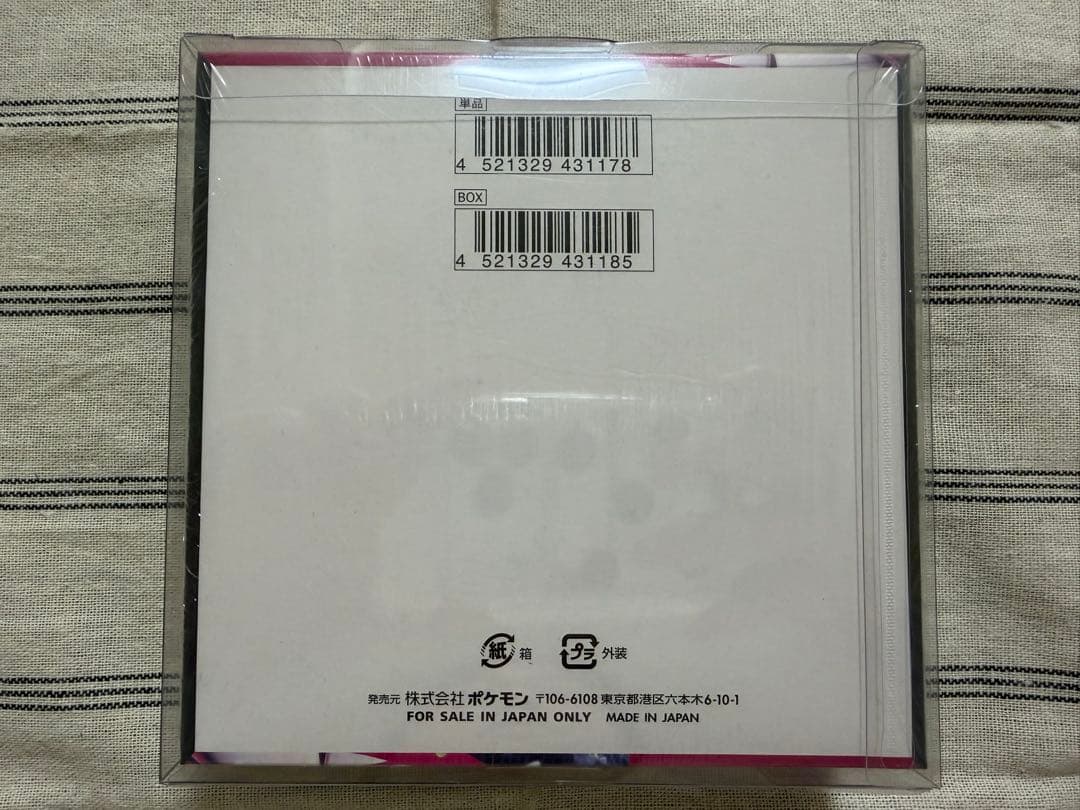 単品
4 521329 431178
BOX
4 521329 431185
紙 箱 プラ 外装
発売元 株式会社ポケモン 〒106-6108 東京都港区六本木6-10-1
FOR SALE IN JAPAN ONLY MADE IN JAPAN